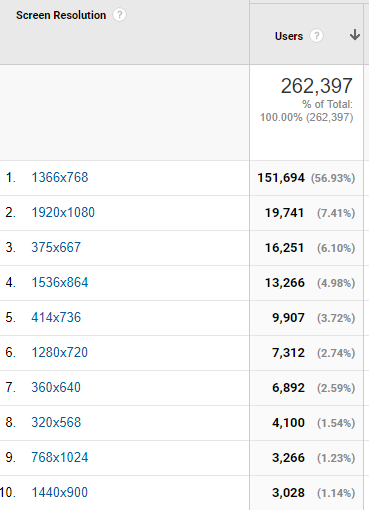 Screen Resolution ? Users ?
262,397
% of Total:
100.00% (262,397)
1. 1366x768 151,694 (56.93%)
2. 1920x1080 19,741 (7.41%)
3. 375x667 16,251 (6.10%)
4. 1536x864 13,266 (4.98%)
5. 414x736 9,907 (3.72%)
6. 1280x720 7,312 (2.74%)
7. 360x640 6,892 (2.59%)
8. 320x568 4,100 (1.54%)
9. 768x1024 3,266 (1.23%)
10. 1440x900 3,028 (1.14%)